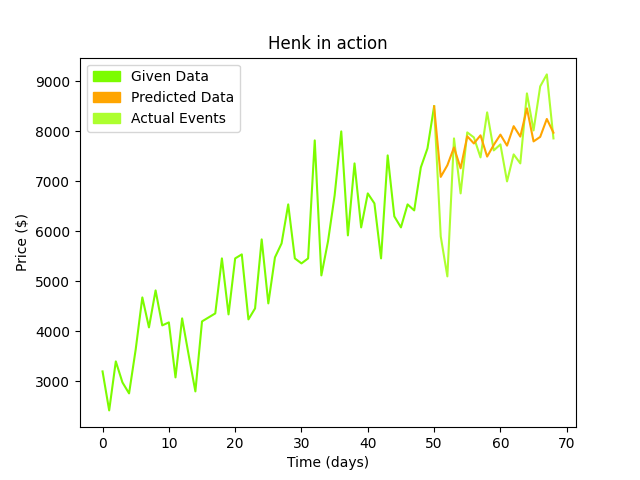 Henk in action
Given Data
Predicted Data
Actual Events
9000
8000
7000
6000
5000
4000
3000
Price ($)
0 10 20 30 40 50 60 70
Time (days)